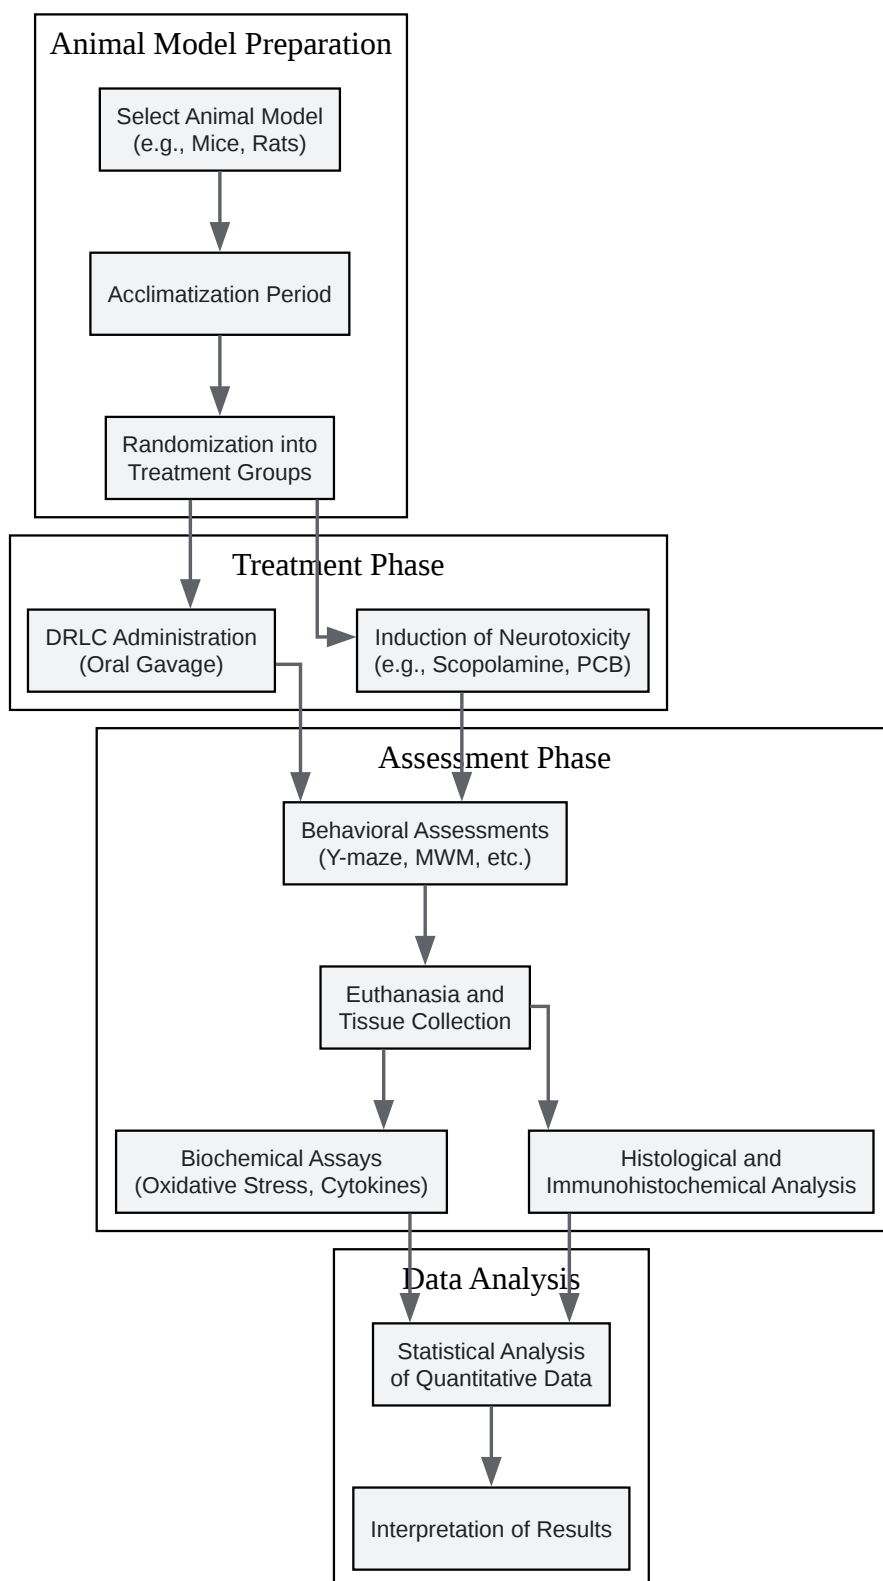 Animal Model Preparation
Select Animal Model
(e.g., Mice, Rats)
Acclimatization Period
Randomization into
Treatment Groups
Treatment Phase
DRLC Administration
(Oral Gavage)
Induction of Neurotoxicity
(e.g., Scopolamine, PCB)
Assessment Phase
Behavioral Assessments
(Y-maze, MWM, etc.)
Euthanasia and
Tissue Collection
Biochemical Assays
(Oxidative Stress, Cytokines)
Histological and
Immunohistochemical Analysis
Data Analysis
Statistical Analysis
of Quantitative Data
Interpretation of Results